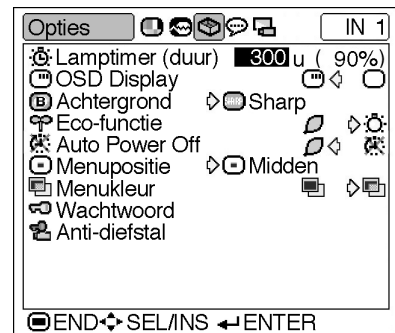 Opties IN 1
Lamptimer (duur) 300 u ( 90%)
OSD Display
B Achtergrond Sharp
Eco-functie
Auto Power Off
Menupositie Midden
Menukleur
Wachtwoord
Anti-diefstal
END SEL/INS ENTER